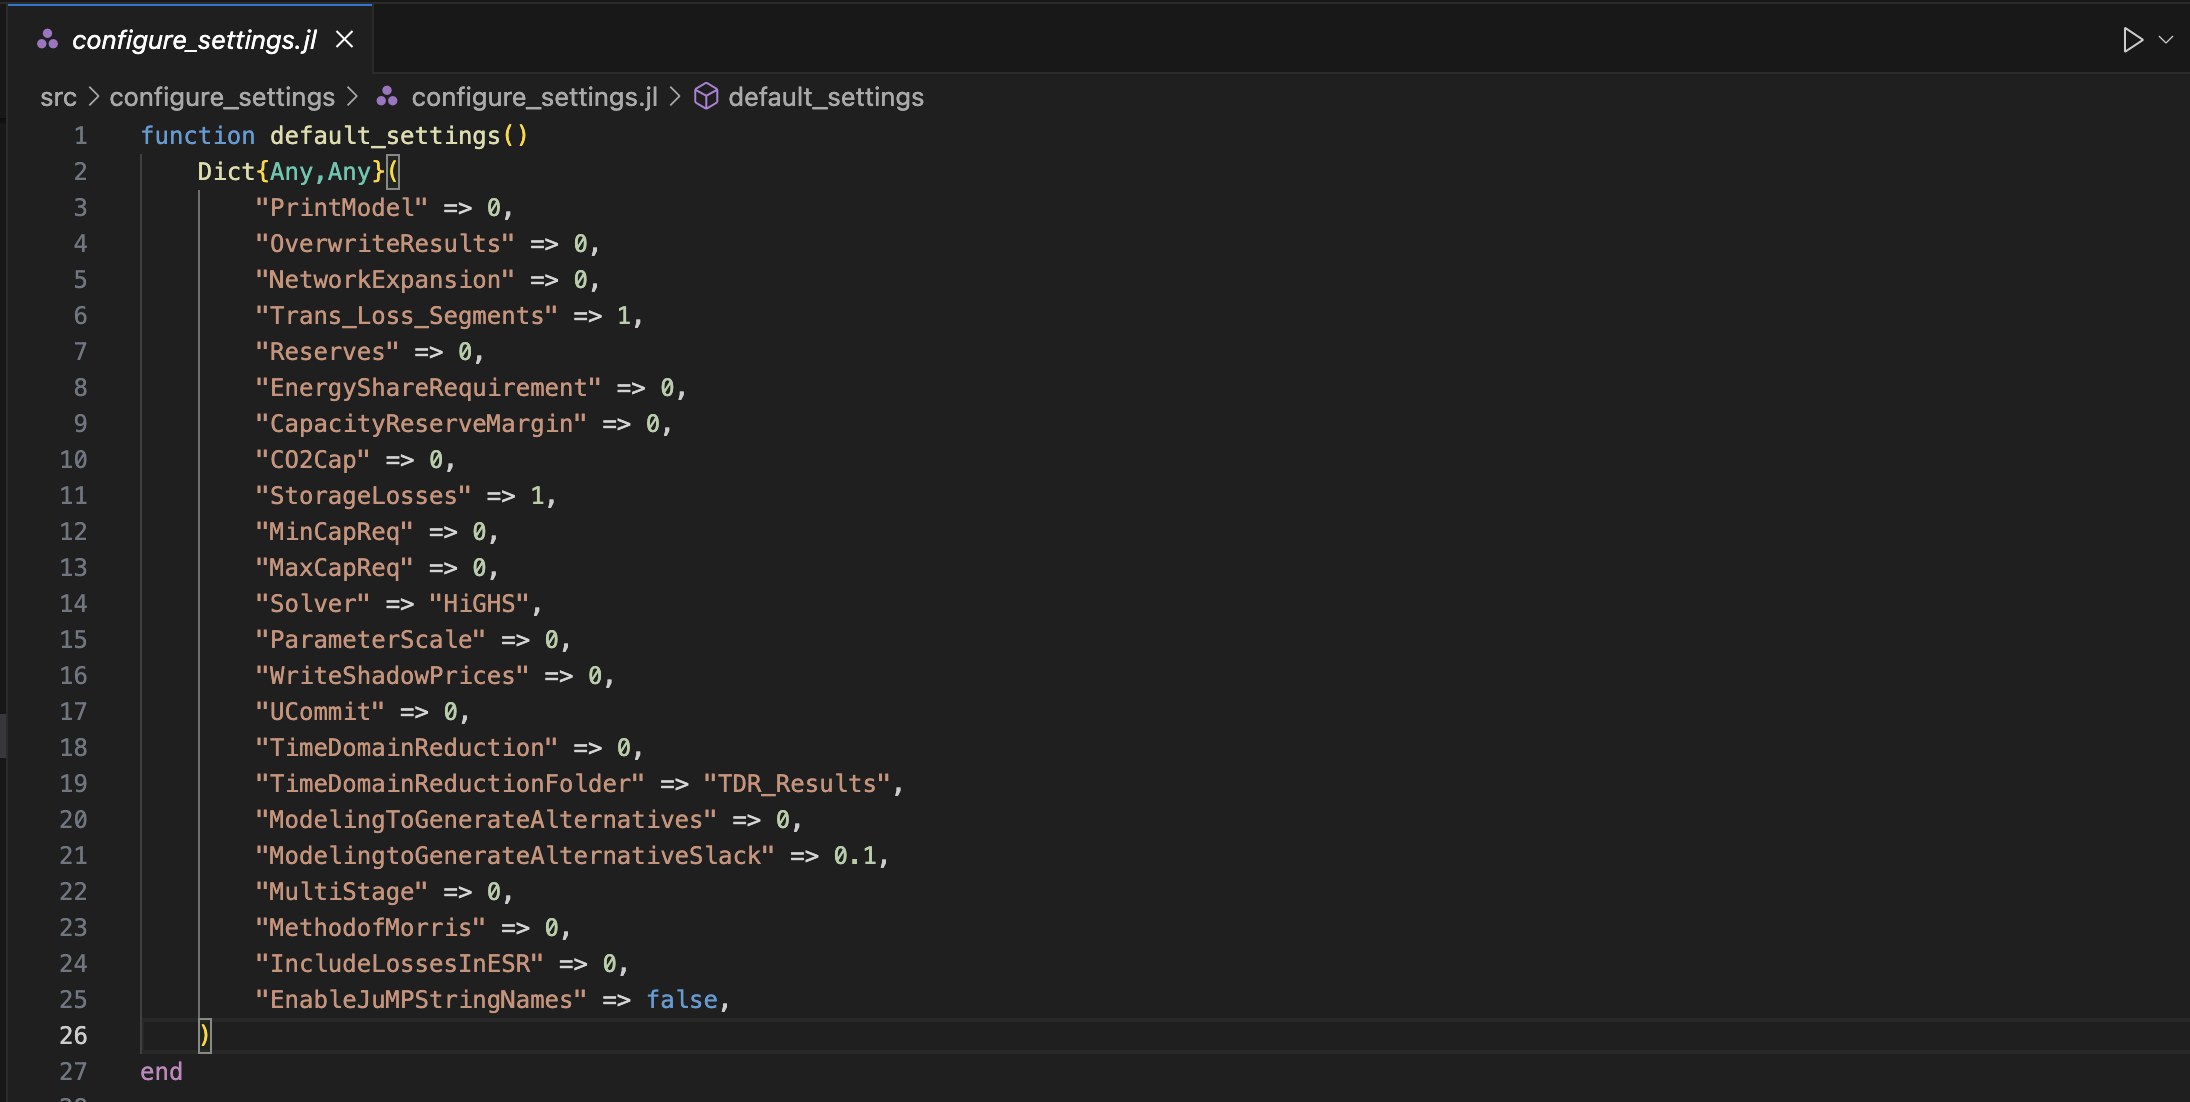 configure_settings.jl
src > configure_settings > configure_settings.jl > default_settings
1 function default_settings()
2 Dict{Any,Any}(
3 "PrintModel" => 0,
4 "OverwriteResults" => 0,
5 "NetworkExpansion" => 0,
6 "Trans_Loss_Segments" => 1,
7 "Reserves" => 0,
8 "EnergyShareRequirement" => 0,
9 "CapacityReserveMargin" => 0,
10 "CO2Cap" => 0,
11 "StorageLosses" => 1,
12 "MinCapReq" => 0,
13 "MaxCapReq" => 0,
14 "Solver" => "HiGHS",
15 "ParameterScale" => 0,
16 "WriteShadowPrices" => 0,
17 "UCommit" => 0,
18 "TimeDomainReduction" => 0,
19 "TimeDomainReductionFolder" => "TDR_Results",
20 "ModelingToGenerateAlternatives" => 0,
21 "ModelingtoGenerateAlternativeSlack" => 0.1,
22 "MultiStage" => 0,
23 "MethodofMorris" => 0,
24 "IncludeLossesInESR" => 0,
25 "EnableJuMPStringNames" => false,
26 )
27 end